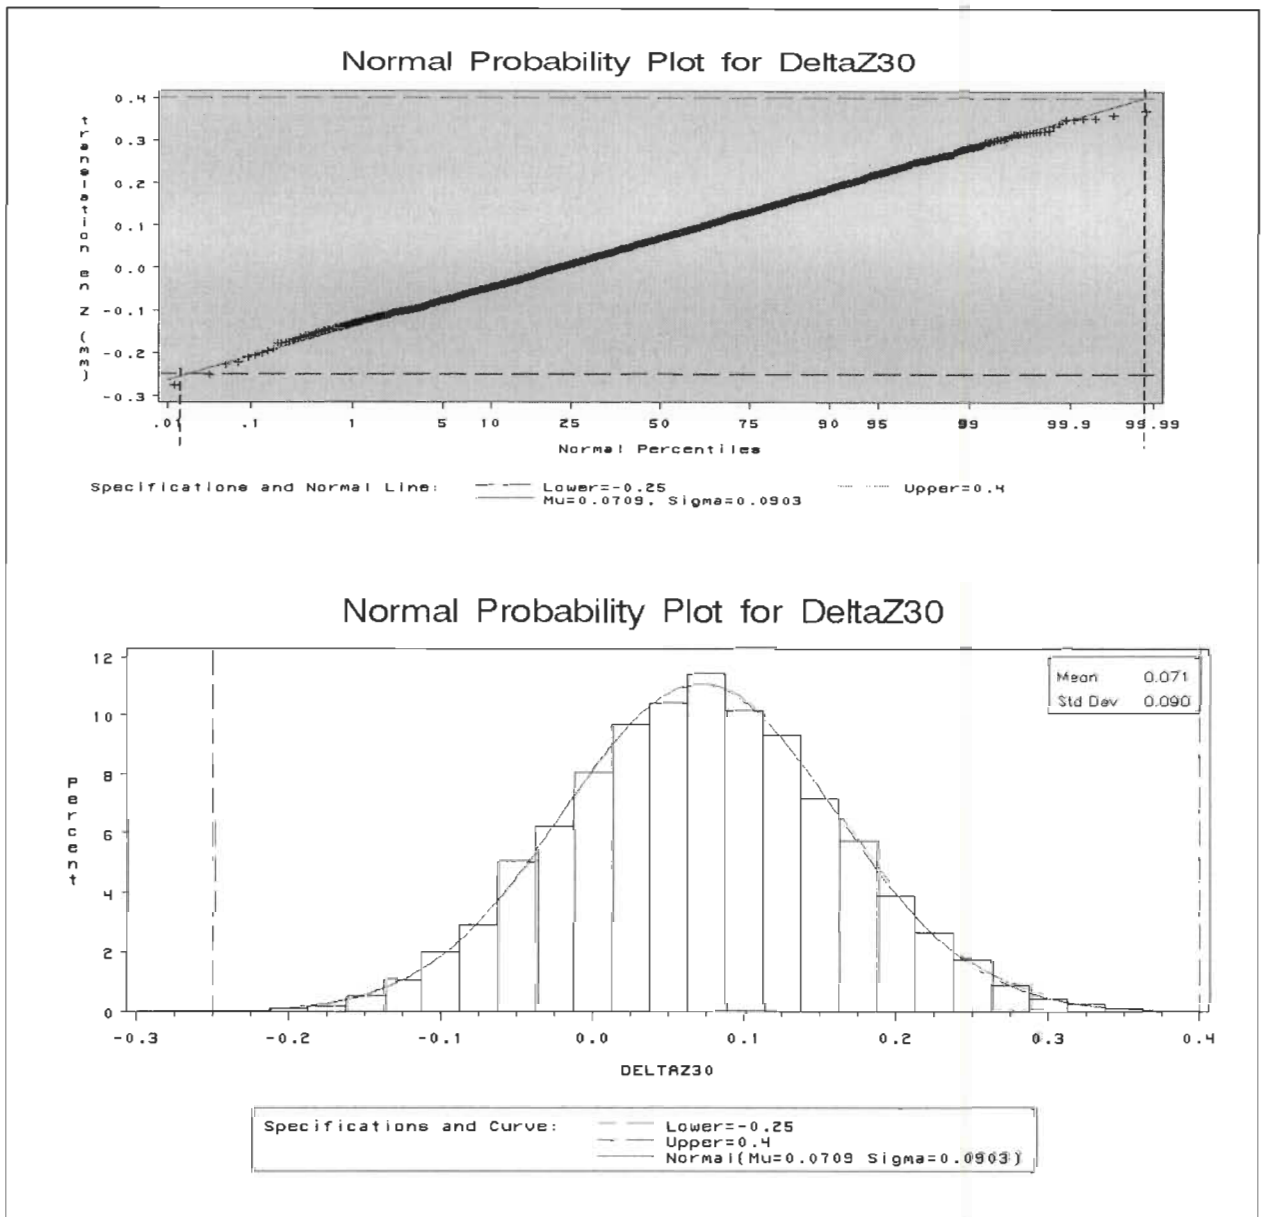 Normal Probability Plot for DeltaZ30
translation en Z (mm)
0.4
0.3
0.2
0.1
0.0
-0.1
-0.2
-0.3
.01 .1 1 5 10 25 50 75 90 95 99 99.9 99.99
Normal Percentiles
Specifications and Normal Line: Lower=-0.25 Upper=0.4
Mu=0.0709, Sigma=0.0903
Normal Probability Plot for DeltaZ30
Mean 0.071
Std Dev 0.090
Percent
12
10
8
6
4
2
0
-0.3 -0.2 -0.1 0.0 0.1 0.2 0.3 0.4
DELTAZ30
Specifications and Curve: Lower=-0.25
Upper=0.4
Normal(Mu=0.0709 Sigma=0.0903)